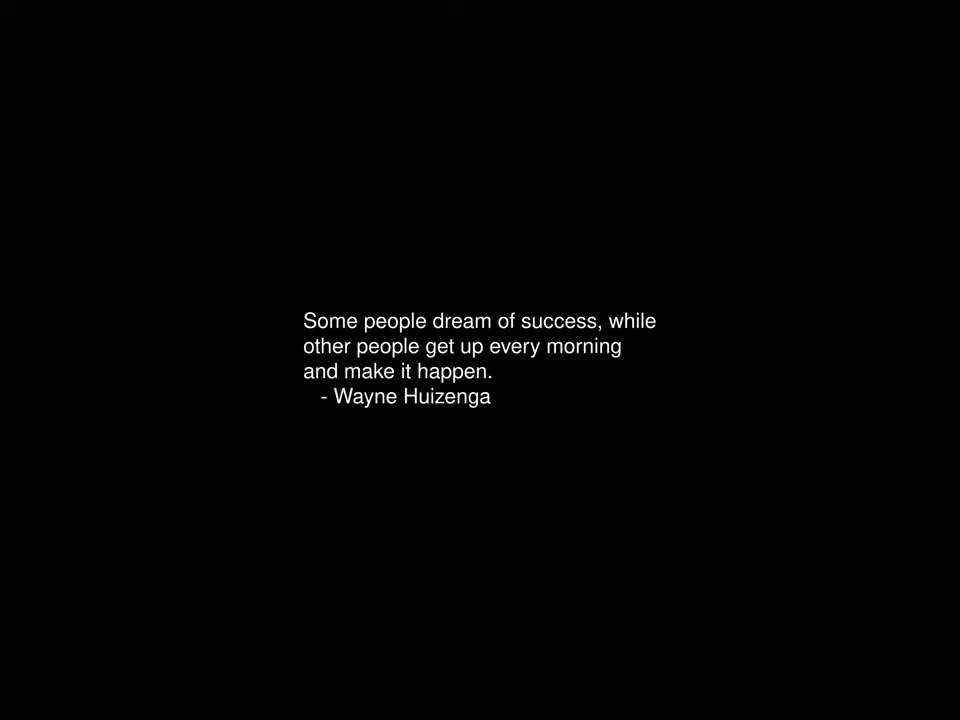 Some people dream of success, while
other people get up every morning
and make it happen.
- Wayne Huizenga